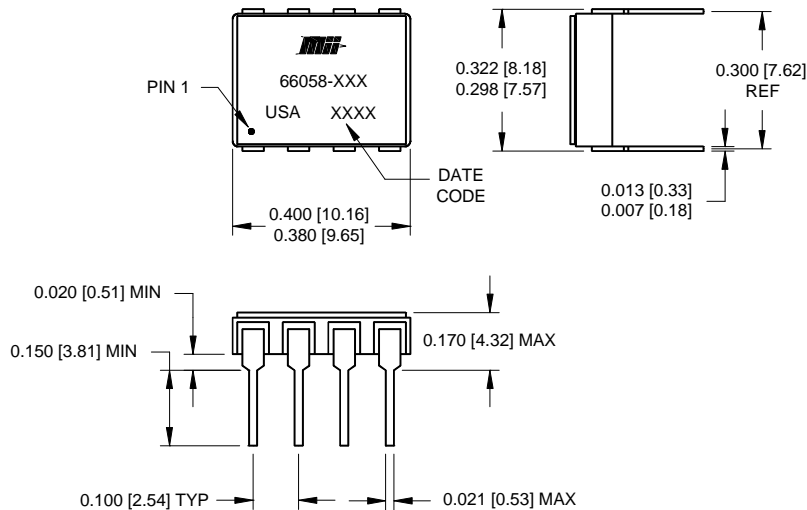 Mii
66058-XXX
USA XXXX
PIN 1
DATE
CODE
0.400 [10.16]
0.380 [9.65]
0.322 [8.18]
0.298 [7.57]
0.300 [7.62]
REF
0.013 [0.33]
0.007 [0.18]
0.020 [0.51] MIN
0.150 [3.81] MIN
0.170 [4.32] MAX
0.100 [2.54] TYP
0.021 [0.53] MAX